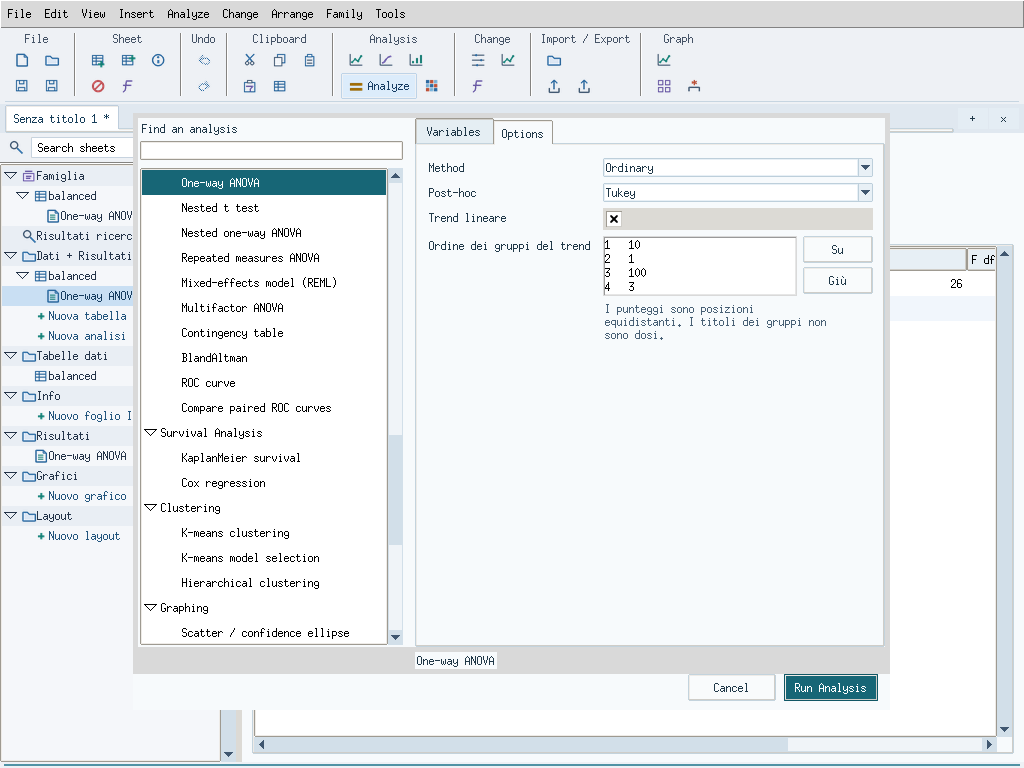 File Edit View Insert Analyze Change Arrange Family Tools
File Sheet Undo Clipboard Analysis Change Import / Export Graph
Analyze
Senza titolo 1 *
+ ×
Search sheets
Famiglia
balanced
One-way ANOV
Risultati ricerc
Dati + Risultati
balanced
One-way ANOV
Nuova tabella
Nuova analisi
Tabelle dati
balanced
Info
Nuovo foglio I
Risultati
One-way ANOVA
Grafici
Nuovo grafico
Layout
Nuovo layout
Find an analysis
One-way ANOVA
Nested t test
Nested one-way ANOVA
Repeated measures ANOVA
Mixed-effects model (REML)
Multifactor ANOVA
Contingency table
BlandAltman
ROC curve
Compare paired ROC curves
Survival Analysis
KaplanMeier survival
Cox regression
Clustering
K-means clustering
K-means model selection
Hierarchical clustering
Graphing
Scatter / confidence ellipse
Variables Options
Method Ordinary
Post-hoc Tukey
Trend lineare
Ordine dei gruppi del trend
1 10
2 1
3 100
4 3
Su
Giù
I punteggi sono posizioni
equidistanti. I titoli dei gruppi non
sono dosi.
F df
26
One-way ANOVA
Cancel Run Analysis